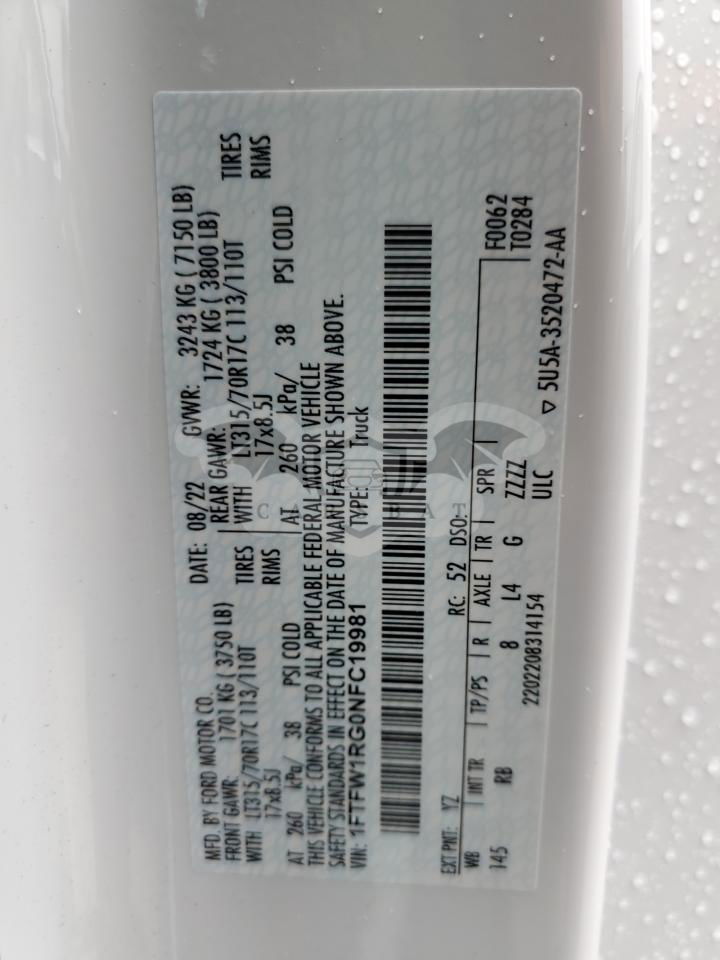 MFD. BY FORD MOTOR CO. DATE: 08/22 GVWR: 3243 KG ( 7150 LB)
FRONT GAWR: 1701 KG ( 3750 LB) REAR GAWR: 1724 KG ( 3800 LB)
WITH LT315/70R17C 113/110T TIRES WITH LT315/70R17C 113/110T TIRES
17x8.5J RIMS 17x8.5J RIMS
AT 260 kPa/ 38 PSI COLD AT 260 kPa/ 38 PSI COLD
THIS VEHICLE CONFORMS TO ALL APPLICABLE FEDERAL MOTOR VEHICLE
SAFETY STANDARDS IN EFFECT ON THE DATE OF MANUFACTURE SHOWN ABOVE.
VIN: 1FTFW1RG0NFC19981 TYPE: Truck
EXT PNT: YZ RC: 52 DSO:
WB INT TR TP/PS R AXLE TR SPR F0062
145 RB 8 L4 G ZZZZ T0284
2202208314154 ULC
▽ 5U5A-3520472-AA